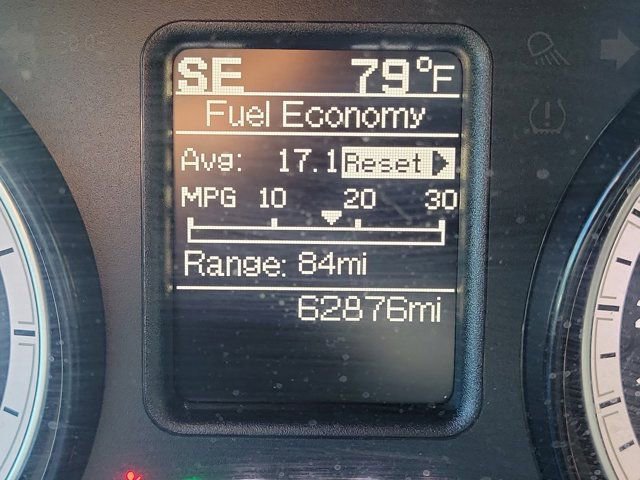 SE 79°F
Fuel Economy
Avg: 17.1 Reset
MPG 10 20 30
Range: 84mi
62876mi